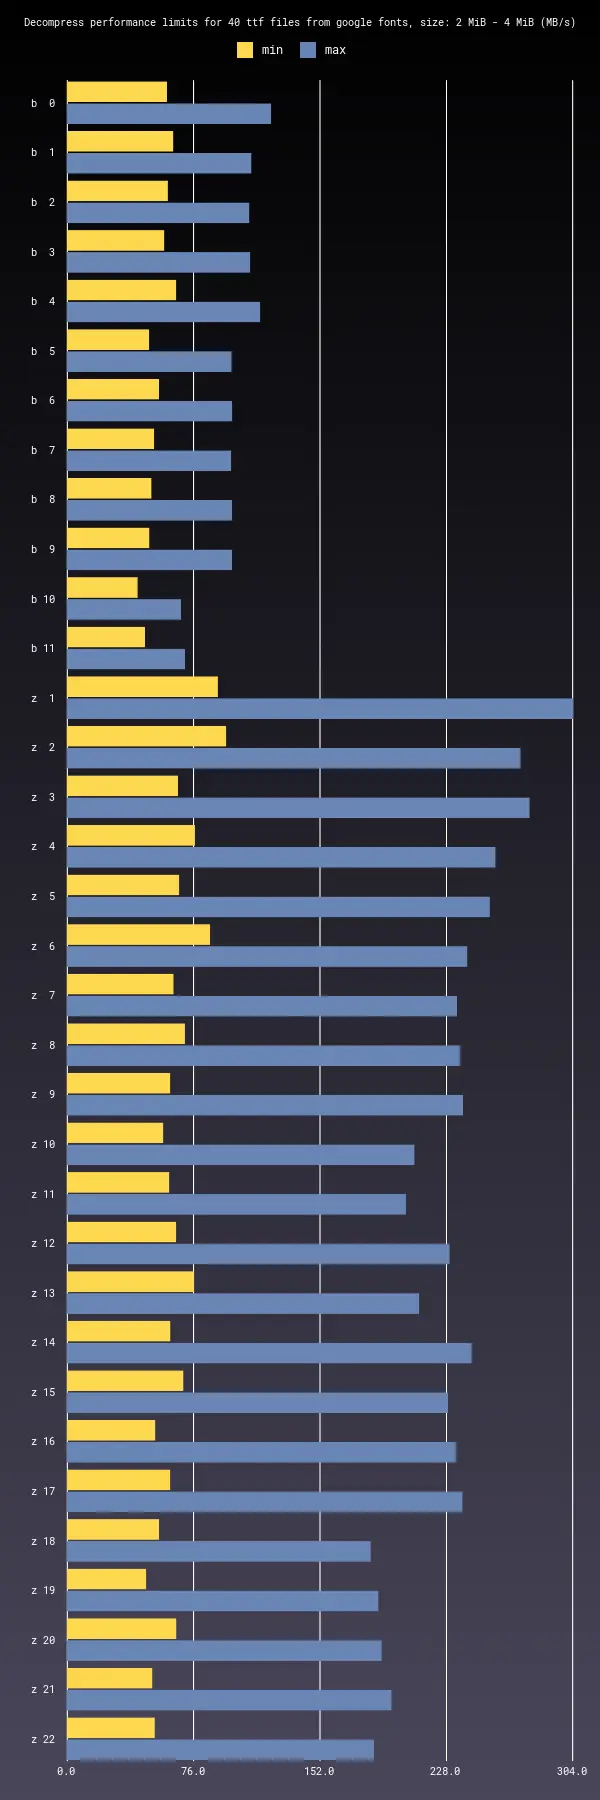 Decompress performance limits for 40 ttf files from google fonts, size: 2 MiB - 4 MiB (MB/s)
min max
b  0
b  1
b  2
b  3
b  4
b  5
b  6
b  7
b  8
b  9
b 10
b 11
z  1
z  2
z  3
z  4
z  5
z  6
z  7
z  8
z  9
z 10
z 11
z 12
z 13
z 14
z 15
z 16
z 17
z 18
z 19
z 20
z 21
z 22
0.0 76.0 152.0 228.0 304.0